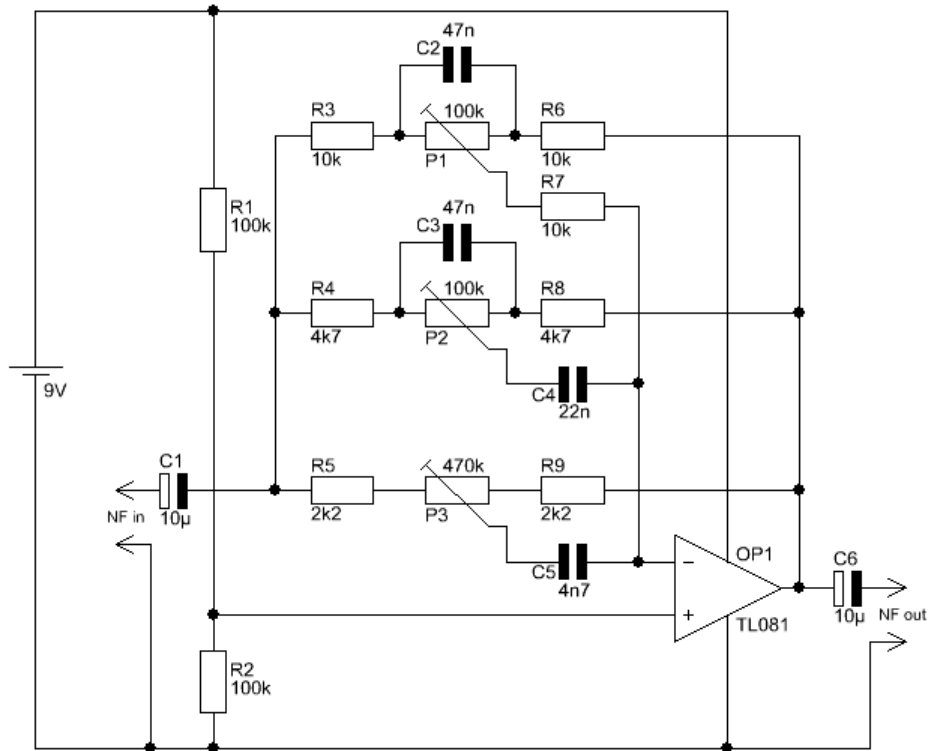 47n
C2
R3
100k
R6
10k
P1
10k
R7
R1
100k
47n
10k
C3
R4
100k
R8
4k7
P2
4k7
9V
C4
22n
C1
R5
470k
R9
NF in
10µ
2k2
P3
2k2
C5
4n7
−
OP1
C6
+
TL081
10µ
NF out
R2
100k